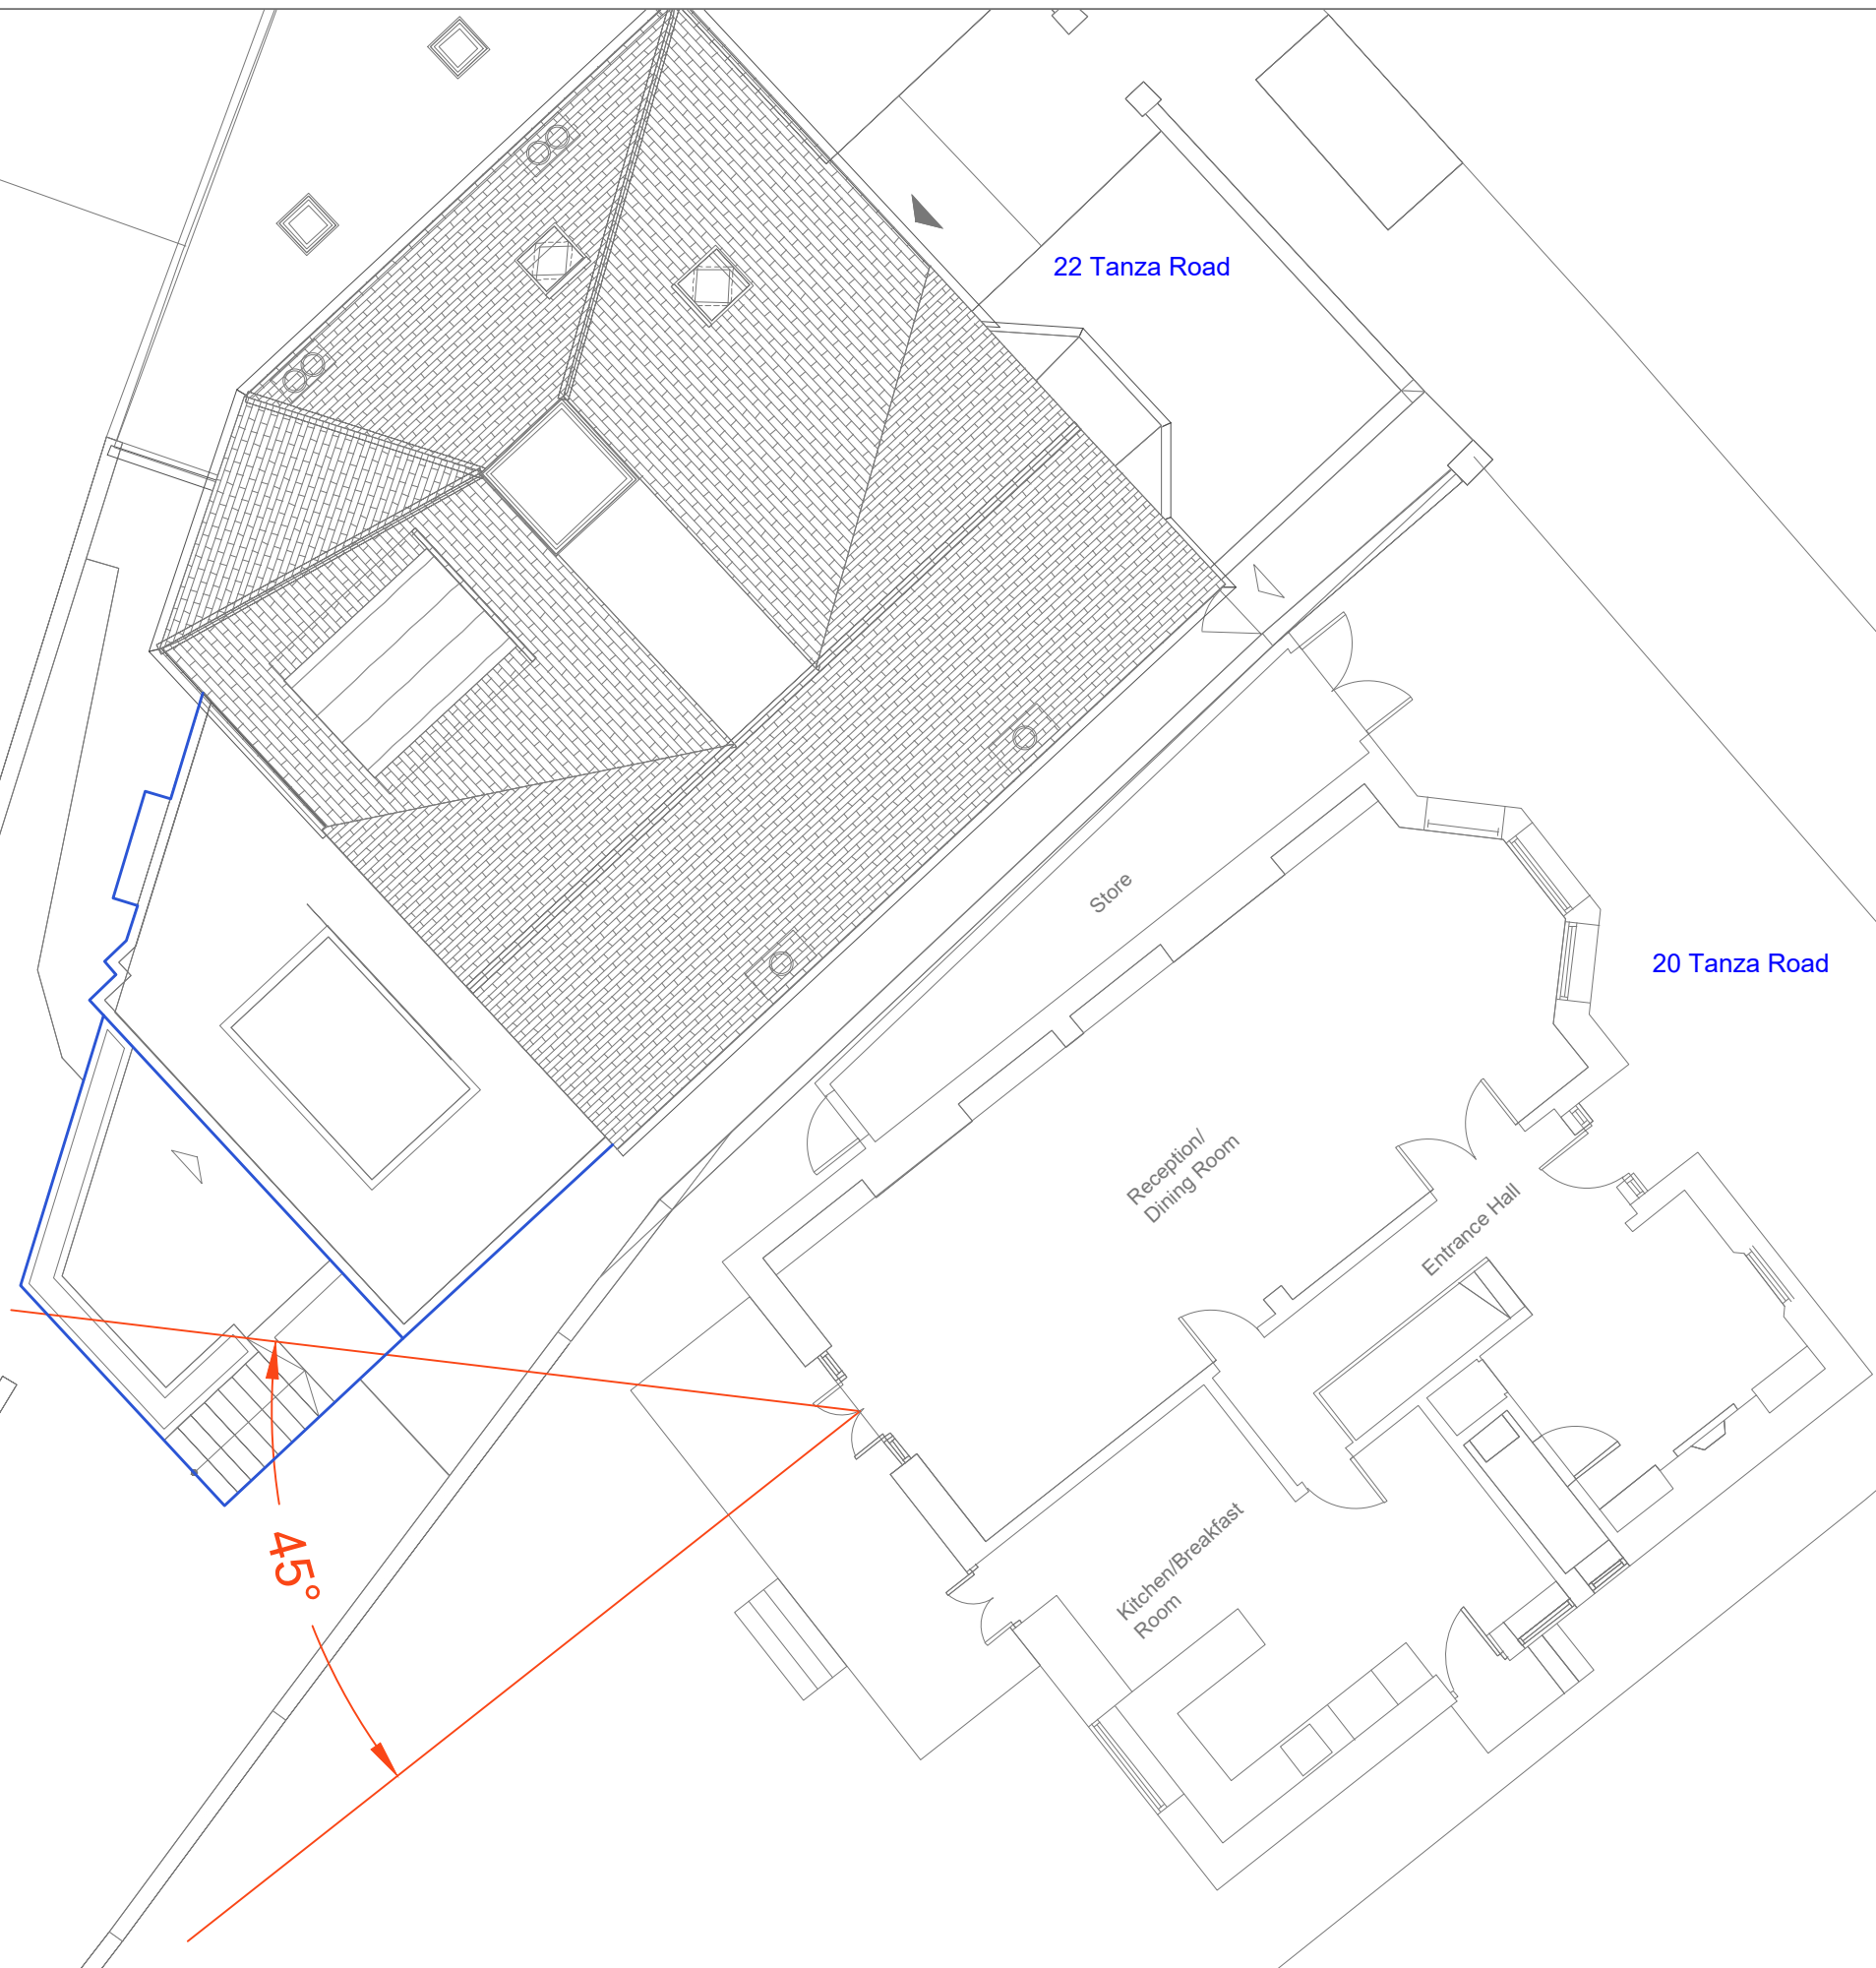 22 Tanza Road
Store
20 Tanza Road
Reception/
Dining Room
Entrance Hall
Kitchen/Breakfast
Room
45°